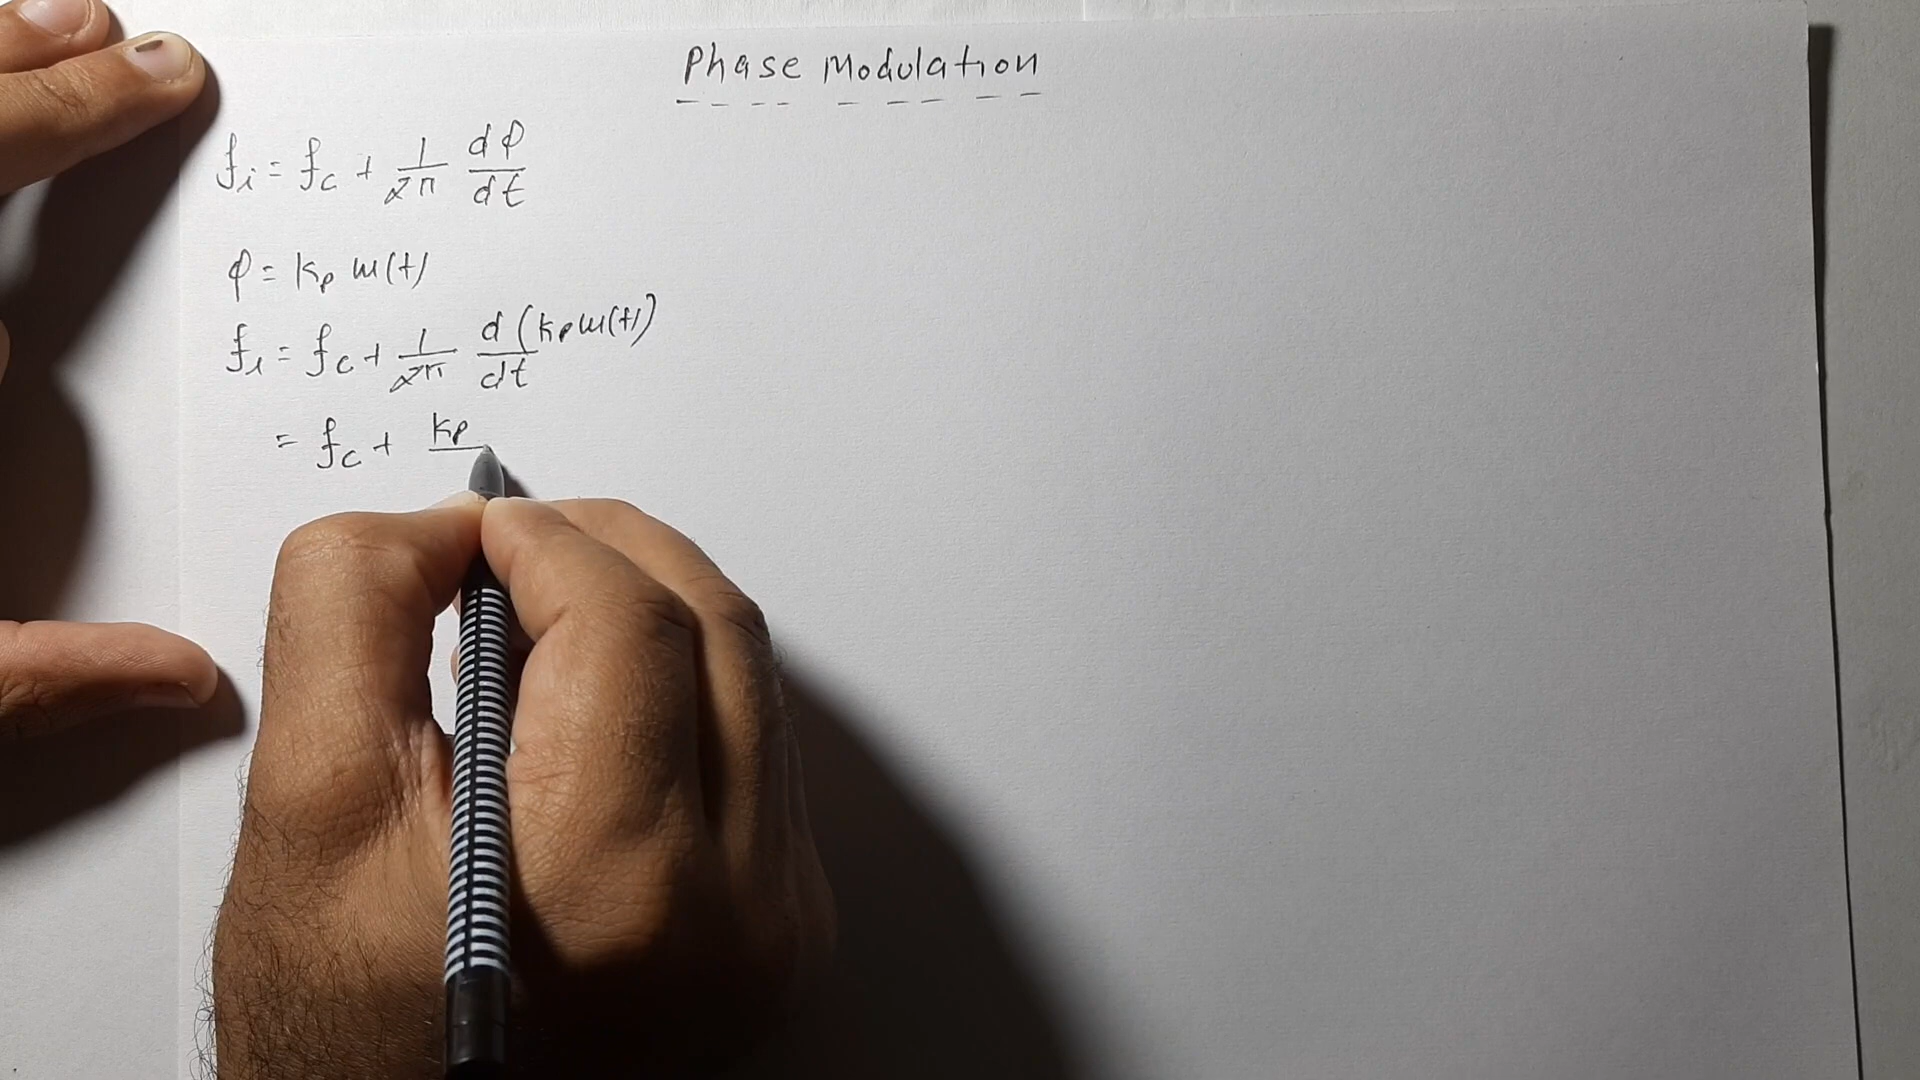 Phase Modulation
fi = fc + 1/2π dφ/dt
φ = kp m(t)
fi = fc + 1/2π d(kp m(t))/dt
= fc + kp